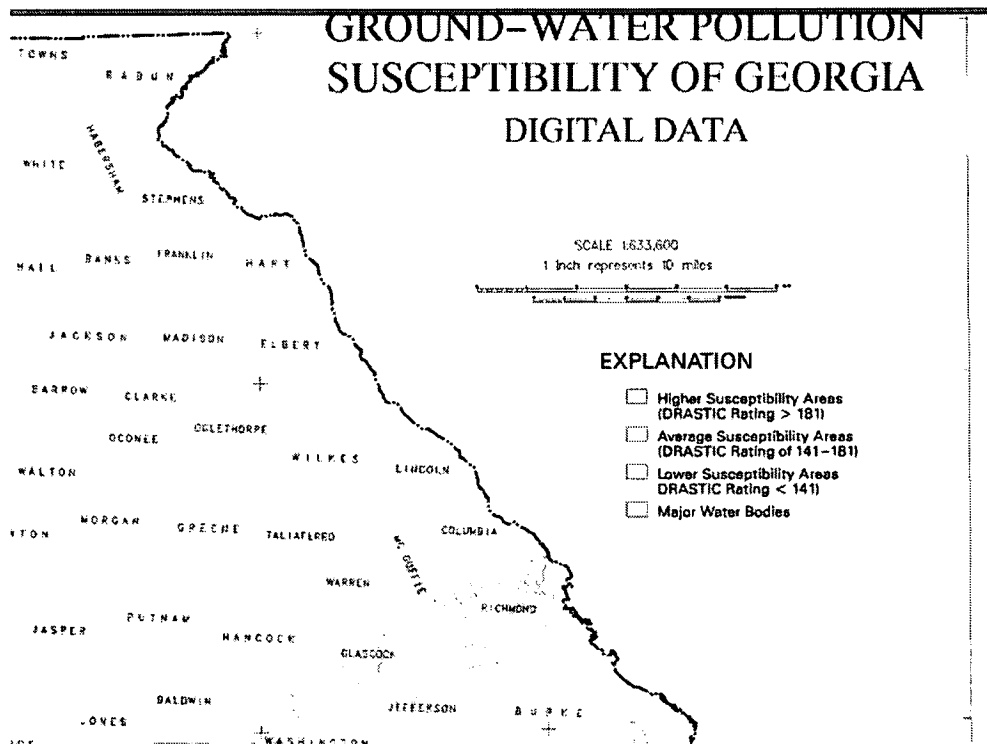 GROUND-WATER POLLUTION
SUSCEPTIBILITY OF GEORGIA
DIGITAL DATA
TOWNS
RABUN
HABERSHAM
WHITE
STEPHENS
SCALE 1:633,600
1 inch represents 10 miles
HALL BANKS FRANKLIN HART
JACKSON MADISON ELBERT
EXPLANATION
Higher Susceptibility Areas
(DRASTIC Rating > 181)
Average Susceptibility Areas
(DRASTIC Rating of 141-181)
Lower Susceptibility Areas
DRASTIC Rating < 141)
Major Water Bodies
BARROW CLARKE
OCONEE OGLETHORPE
WALTON WILKES LINCOLN
MORGAN GREENE TALIAFERRO COLUMBIA
TON
MC DUFFIE
WARREN
RICHMOND
JASPER PUTNAM HANCOCK
GLASCOCK
BALDWIN JEFFERSON BURKE
JONES
WASHINGTON